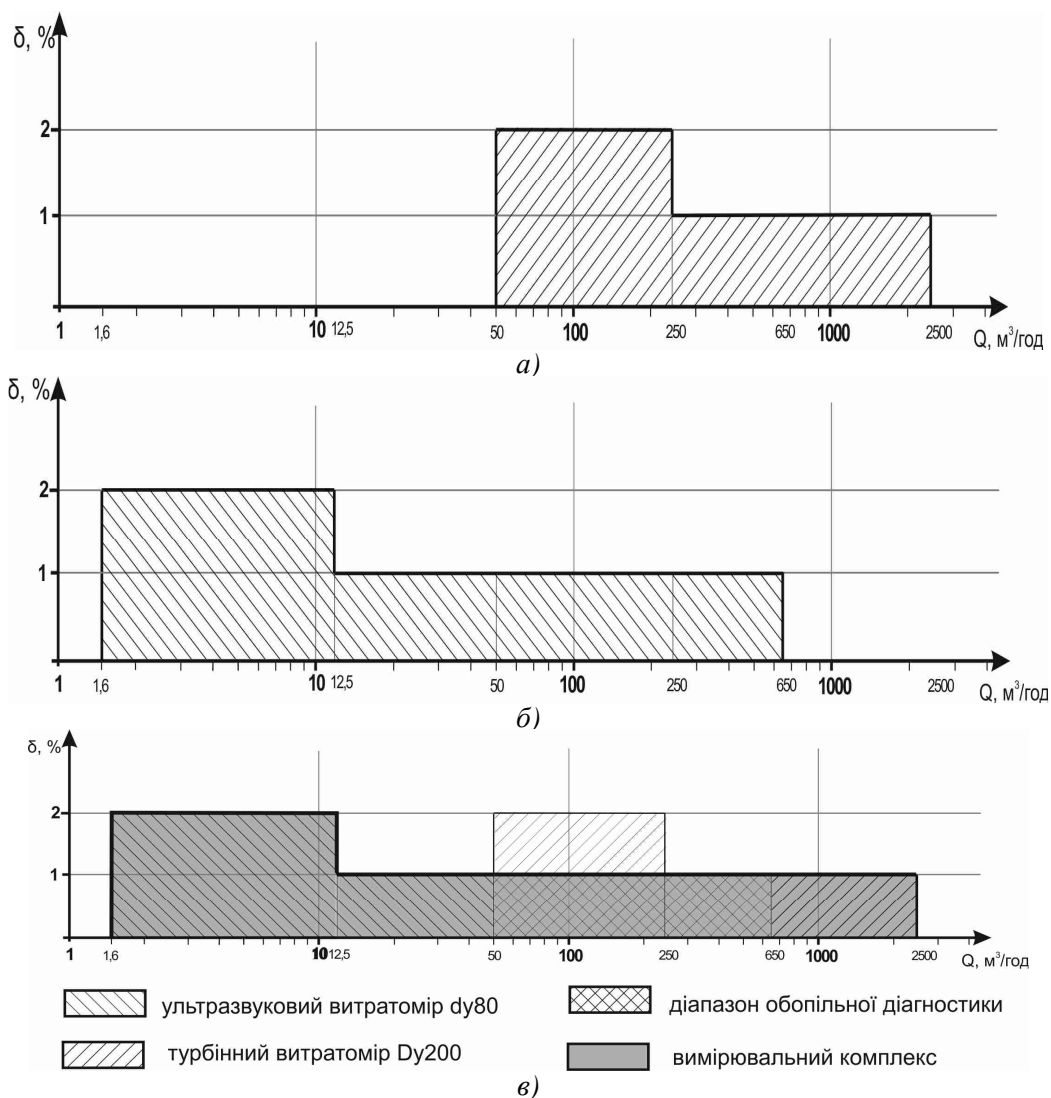 δ, %
2
1
1 1,6 10 12,5 50 100 250 650 1000 2500
Q, м³/год
а)
δ, %
2
1
1 1,6 10 12,5 50 100 250 650 1000 2500
Q, м³/год
б)
δ, %
2
1
1 1,6 10 12,5 50 100 250 650 1000 2500
Q, м³/год
ультразвуковий витратомір dy80
діапазон обопільної діагностики
турбінний витратомір Dy200
вимірювальний комплекс
в)